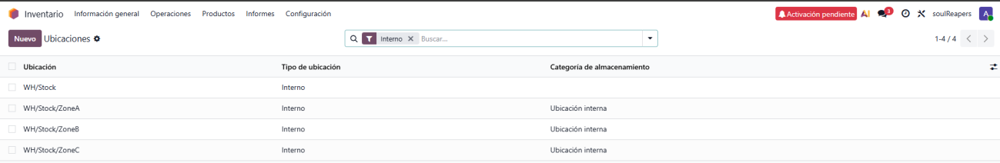 Inventario Información general Operaciones Productos Informes Configuración Activación pendiente AI 3 soulReapers A
Nuevo Ubicaciones Interno Buscar... 1-4 / 4
Ubicación Tipo de ubicación Categoría de almacenamiento
WH/Stock Interno
WH/Stock/ZoneA Interno Ubicación interna
WH/Stock/ZoneB Interno Ubicación interna
WH/Stock/ZoneC Interno Ubicación interna